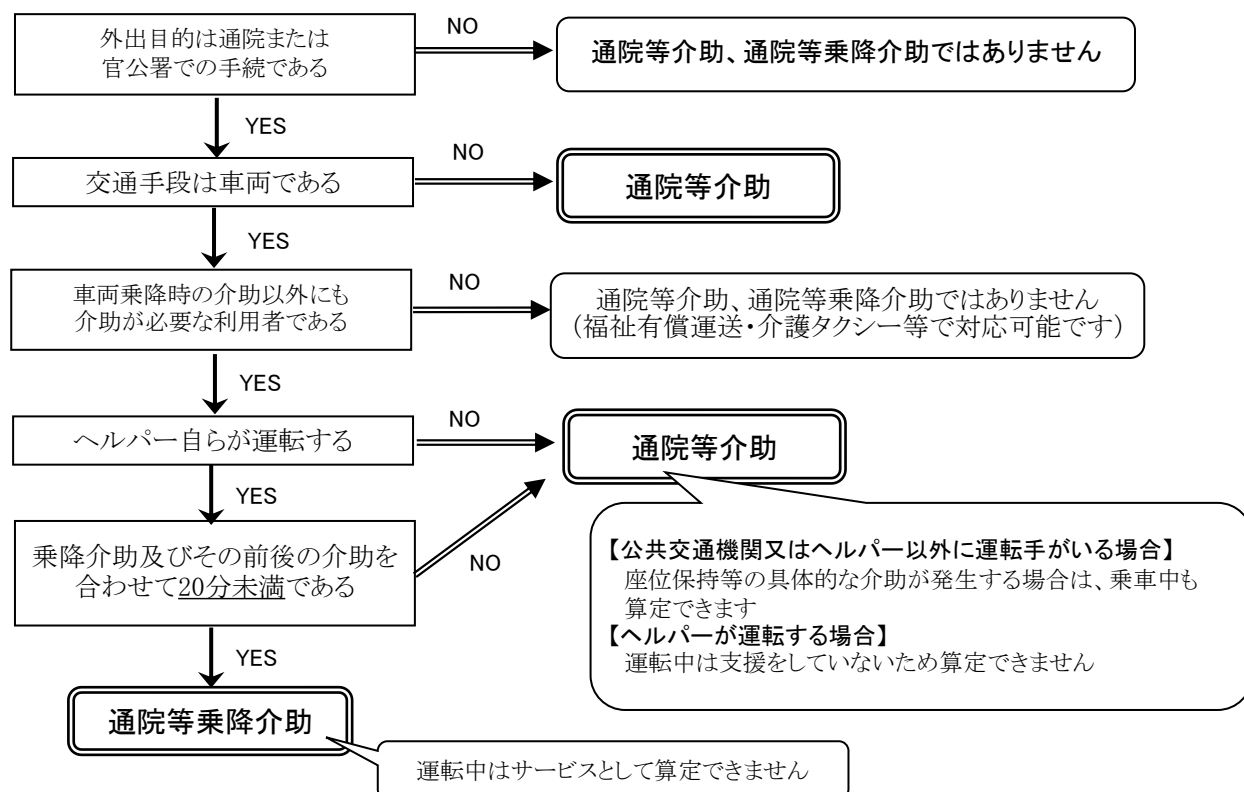 外出目的は通院または
官公署での手続である
NO
通院等介助、通院等乗降介助ではありません
YES
交通手段は車両である
NO
通院等介助
YES
車両乗降時の介助以外にも
介助が必要な利用者である
NO
通院等介助、通院等乗降介助ではありません
（福祉有償運送・介護タクシー等で対応可能です）
YES
ヘルパー自らが運転する
NO
通院等介助
YES
乗降介助及びその前後の介助を
合わせて20分未満である
NO
【公共交通機関又はヘルパー以外に運転手がいる場合】
座位保持等の具体的な介助が発生する場合は、乗車中も
算定できます
【ヘルパーが運転する場合】
運転中は支援をしていないため算定できません
YES
通院等乗降介助
運転中はサービスとして算定できません